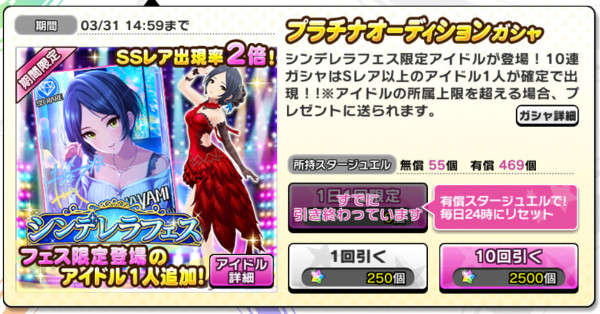 期間
03/31 14:59まで
プラチナオーディションガシャ
期間限定
SSレア出現率2倍!
シンデレラフェス限定アイドルが登場!10連
ガシャはSレア以上のアイドル1人が確定で出
現!!※アイドルの所属上限を超える場合、プ
レゼントに送られます。
ガシャ詳細
AYAMI
シンデレラフェス
フェス限定登場の
アイドル1人追加!
アイドル
詳細
所持スタージュエル
無償 55個 有償 469個
1日1回限定
すでに
引き終わっています
有償スタージュエルで!
毎日24時にリセット
1回引く
250個
10回引く
2500個